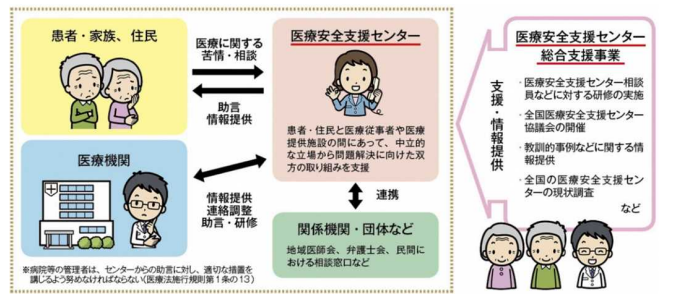 患者・家族、住民
医療に関する
苦情・相談
助言
情報提供
医療安全支援センター
患者・住民と医療従事者や医療
提供施設の間にあって、中立的
な立場から問題解決に向けた双
方の取り組みを支援
医療機関
情報提供
連絡調整
助言・研修
連携
関係機関・団体など
地域医師会、弁護士会、民間に
おける相談窓口など
※病院等の管理者は、センターからの助言に対し、適切な措置を
講じるよう努めなければならない(医療法施行規則第1条の13)
支援・情報提供
医療安全支援センター
総合支援事業
・医療安全支援センター相談
員などに対する研修の実施
・全国医療安全支援センター
協議会の開催
・教訓的事例などに関する情
報提供
・全国の医療安全支援セン
ターの現状調査
など